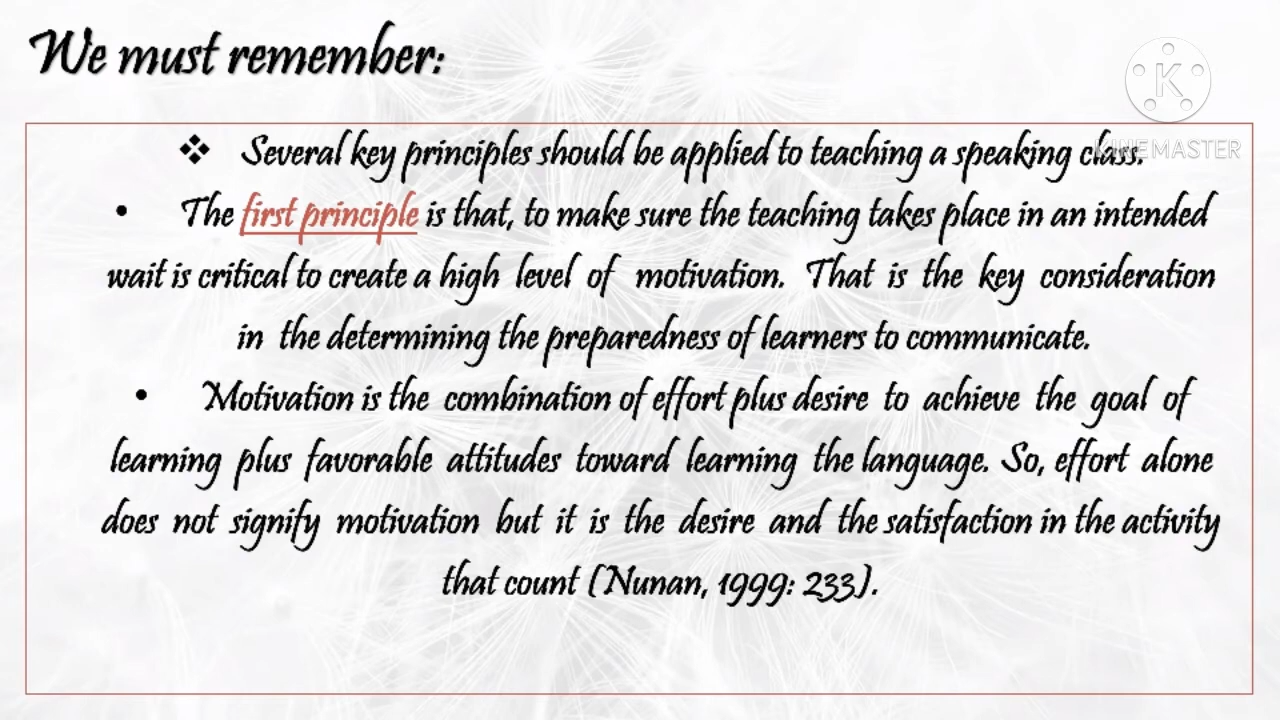 We must remember:
❖ Several key principles should be applied to teaching a speaking class.
• The first principle is that, to make sure the teaching takes place in an intended
wait is critical to create a high level of motivation. That is the key consideration
in the determining the preparedness of learners to communicate.
• Motivation is the combination of effort plus desire to achieve the goal of
learning plus favorable attitudes toward learning the language. So, effort alone
does not signify motivation but it is the desire and the satisfaction in the activity
that count (Nunan, 1999: 233).
K
KINEMASTER